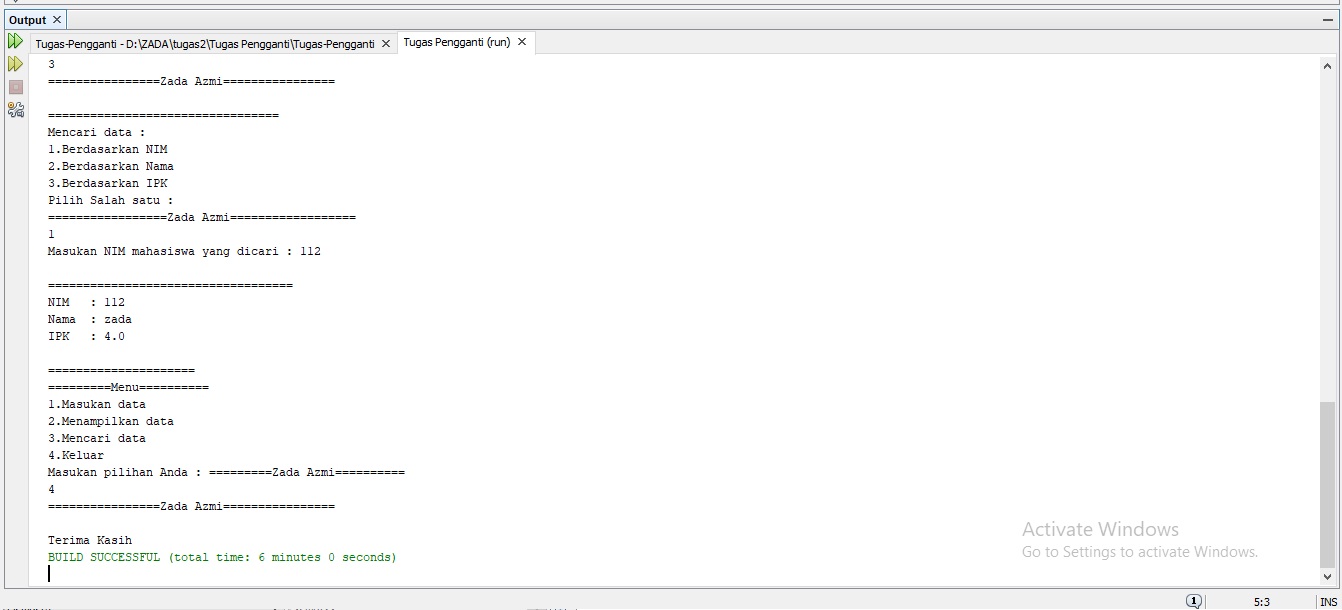 Output
Tugas-Pengganti - D:\ZADA\tugas2\Tugas Pengganti\Tugas-Pengganti
Tugas Pengganti (run)
3
================Zada Azmi================
=================================
Mencari data :
1.Berdasarkan NIM
2.Berdasarkan Nama
3.Berdasarkan IPK
Pilih Salah satu :
=================Zada Azmi==================
1
Masukan NIM mahasiswa yang dicari : 112
===================================
NIM   : 112
Nama  : zada
IPK   : 4.0
=====================
=========Menu==========
1.Masukan data
2.Menampilkan data
3.Mencari data
4.Keluar
Masukan pilihan Anda : =========Zada Azmi==========
4
================Zada Azmi================
Terima Kasih
BUILD SUCCESSFUL (total time: 6 minutes 0 seconds)
Activate Windows
Go to Settings to activate Windows.
1
5:3
INS